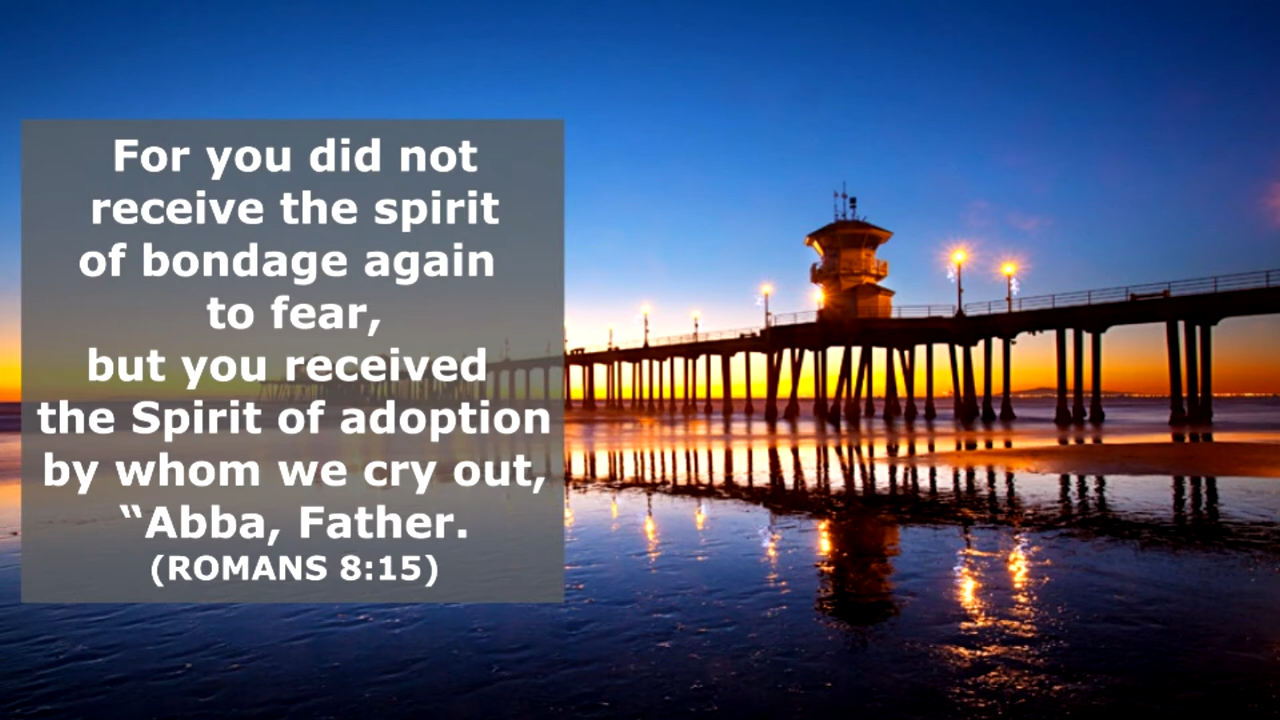 For you did not
receive the spirit
of bondage again
to fear,
but you received
the Spirit of adoption
by whom we cry out,
“Abba, Father.
(ROMANS 8:15)